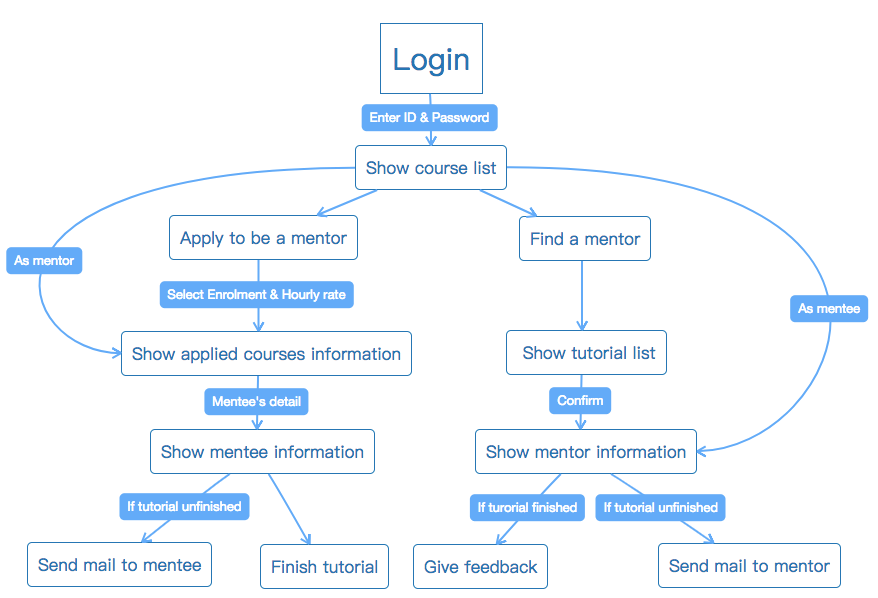 Login
Enter ID & Password
Show course list
Apply to be a mentor
Find a mentor
As mentor
Select Enrolment & Hourly rate
As mentee
Show applied courses information
Show tutorial list
Mentee's detail
Confirm
Show mentee information
Show mentor information
If tutorial unfinished
If turorial finished
If tutorial unfinished
Send mail to mentee
Finish tutorial
Give feedback
Send mail to mentor